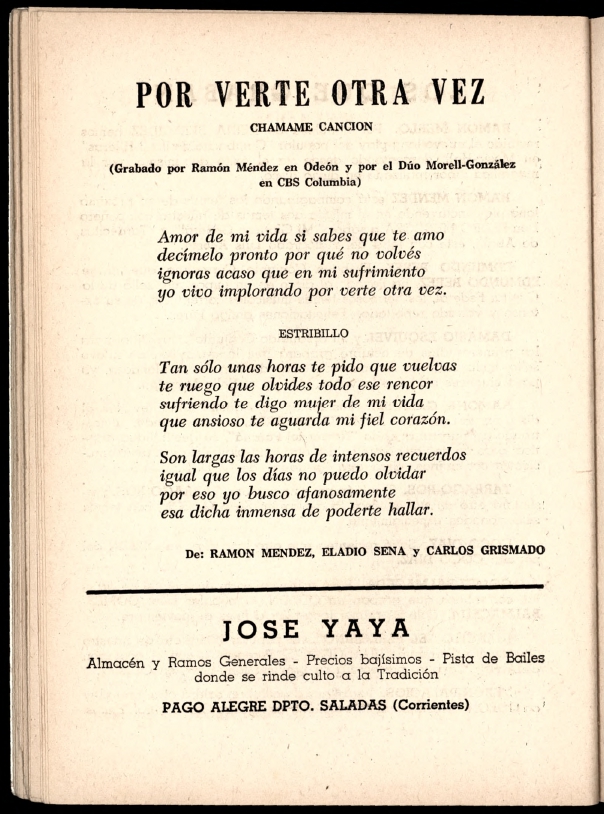 POR VERTE OTRA VEZ
CHAMAME CANCION
(Grabado por Ramón Méndez en Odeón y por el Dúo Morell-González
en CBS Columbia)
Amor de mi vida si sabes que te amo
decímelo pronto por qué no volvés
ignoras acaso que en mi sufrimiento
yo vivo implorando por verte otra vez.
ESTRIBILLO
Tan sólo unas horas te pido que vuelvas
te ruego que olvides todo ese rencor
sufriendo te digo mujer de mi vida
que ansioso te aguarda mi fiel corazón.
Son largas las horas de intensos recuerdos
igual que los días no puedo olvidar
por eso yo busco afanosamente
esa dicha inmensa de poderte hallar.
De: RAMON MENDEZ, ELADIO SENA y CARLOS GRISMADO
JOSE YAYA
Almacén y Ramos Generales - Precios bajísimos - Pista de Bailes
donde se rinde culto a la Tradición
PAGO ALEGRE DPTO. SALADAS (Corrientes)